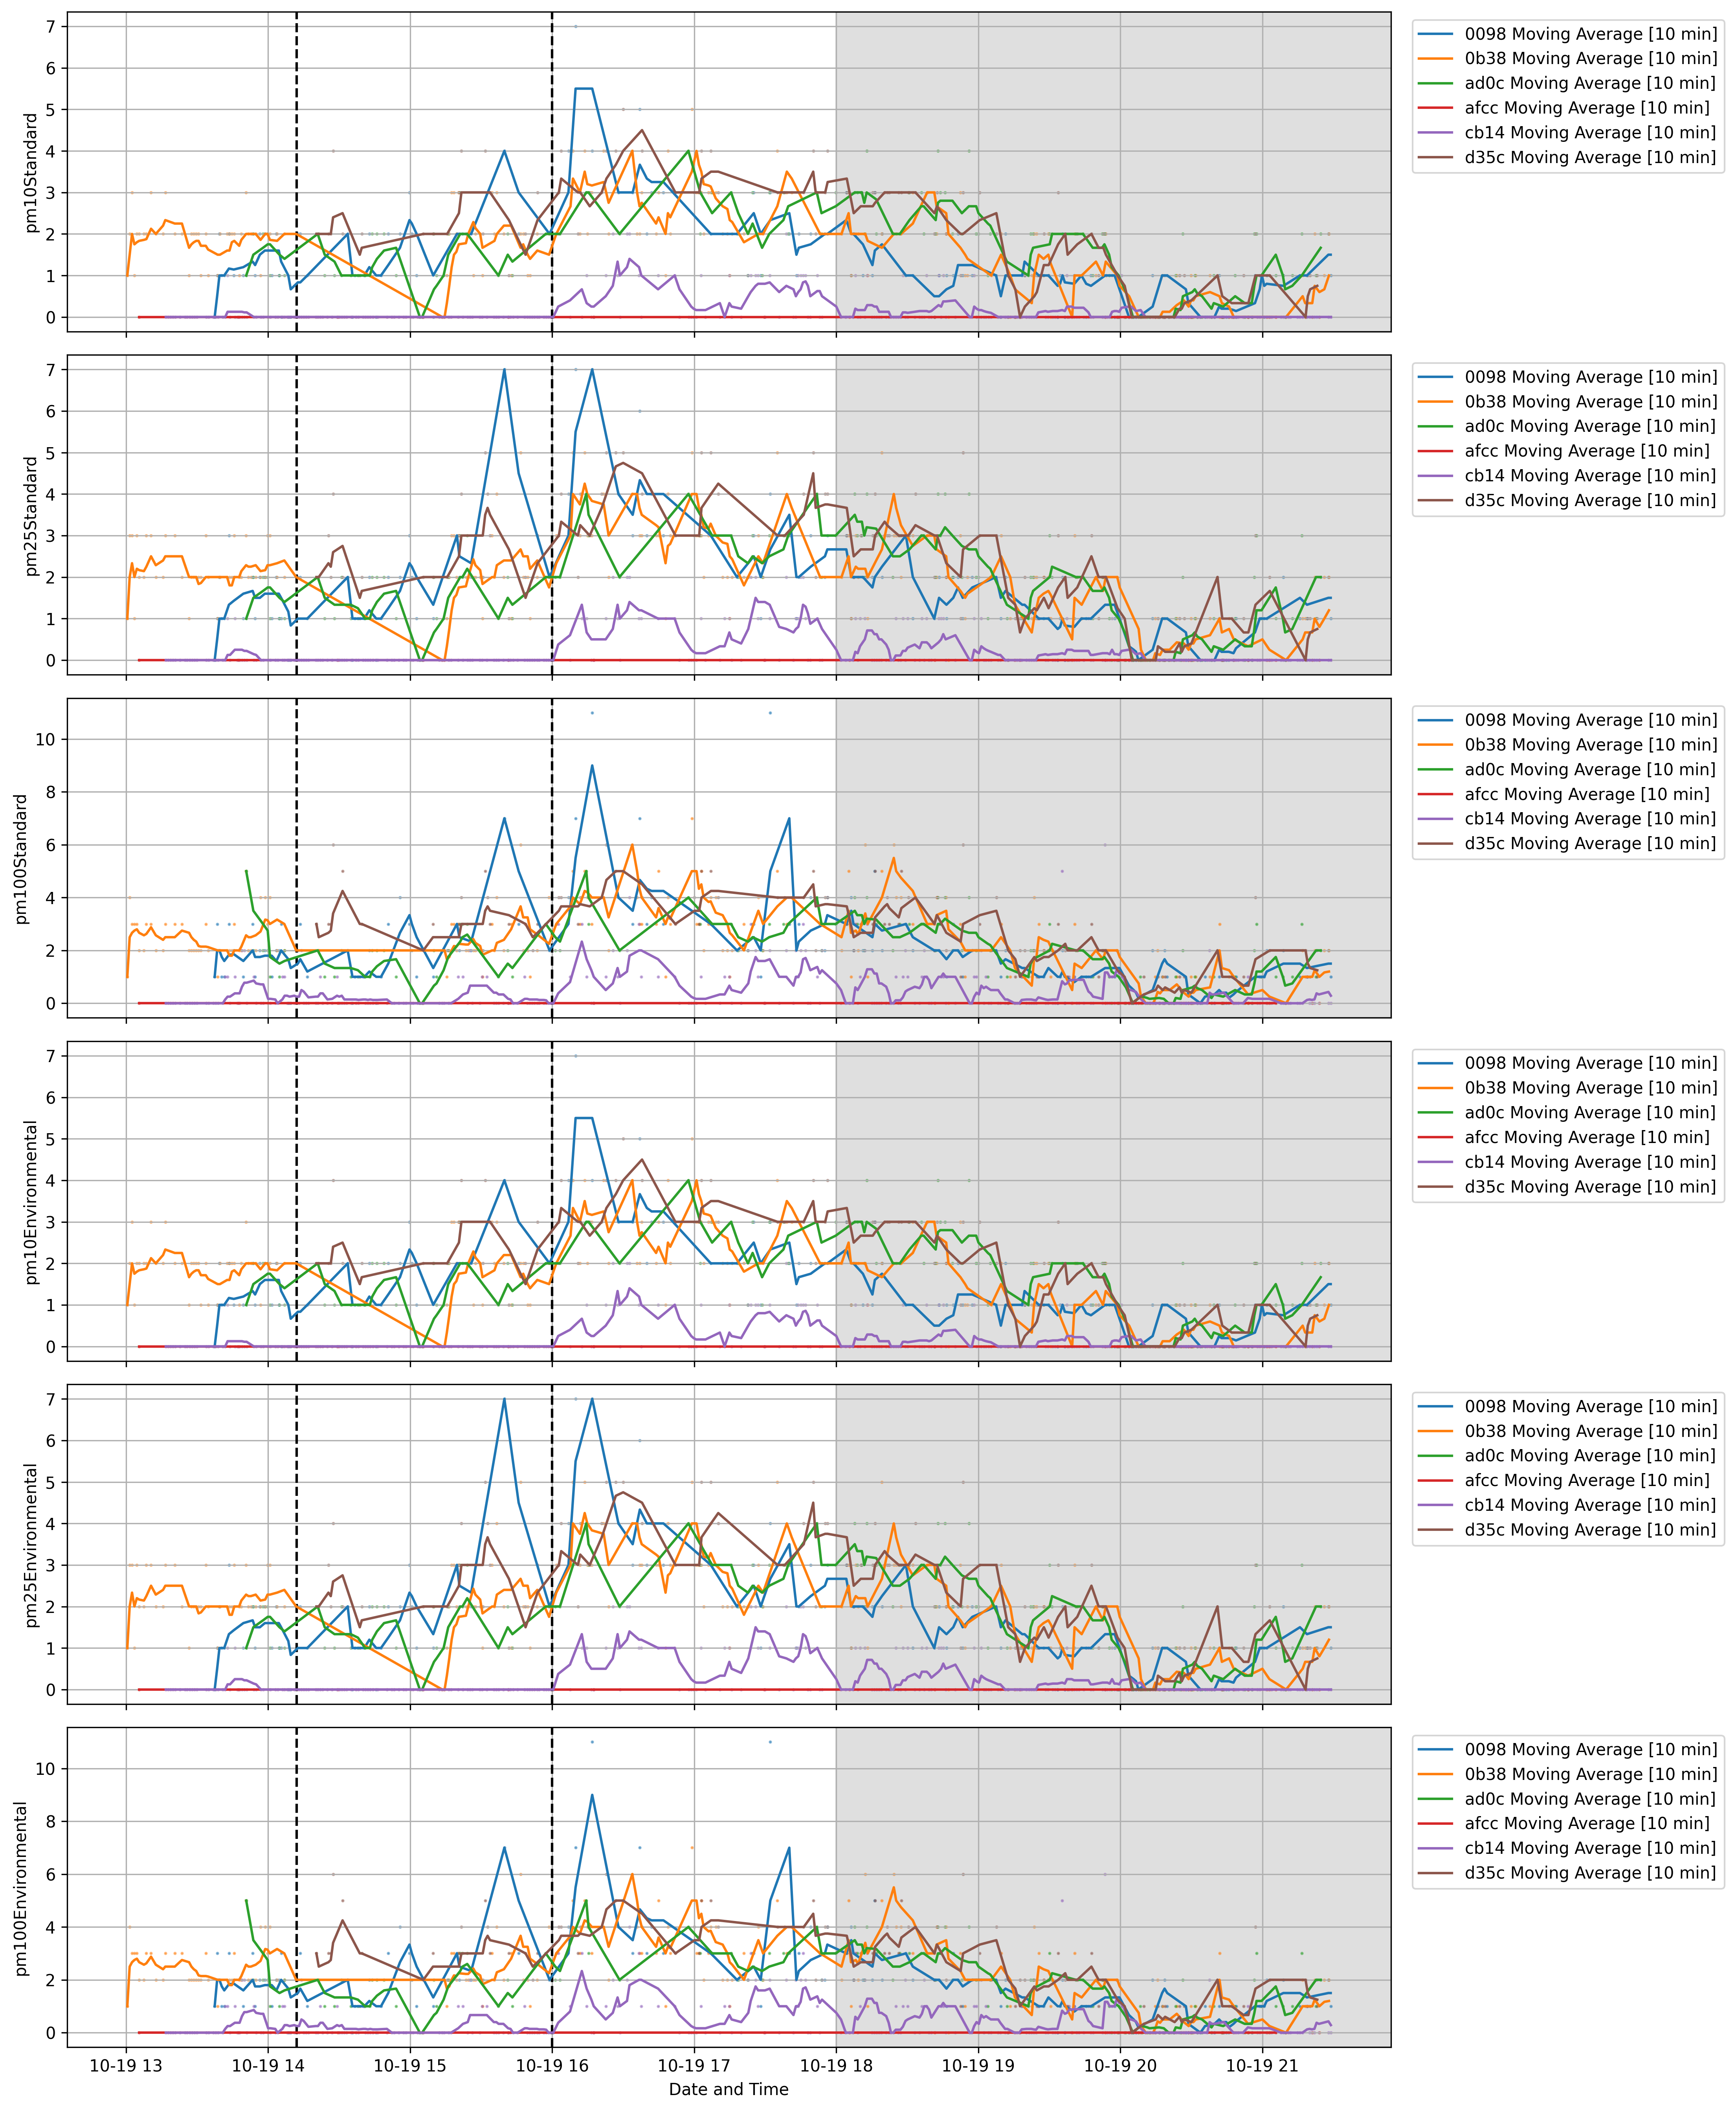 7
6
5
4
3
2
1
0
pm10Standard
0098 Moving Average [10 min]
0b38 Moving Average [10 min]
ad0c Moving Average [10 min]
afcc Moving Average [10 min]
cb14 Moving Average [10 min]
d35c Moving Average [10 min]
7
6
5
4
3
2
1
0
pm25Standard
0098 Moving Average [10 min]
0b38 Moving Average [10 min]
ad0c Moving Average [10 min]
afcc Moving Average [10 min]
cb14 Moving Average [10 min]
d35c Moving Average [10 min]
10
8
6
4
2
0
pm100Standard
0098 Moving Average [10 min]
0b38 Moving Average [10 min]
ad0c Moving Average [10 min]
afcc Moving Average [10 min]
cb14 Moving Average [10 min]
d35c Moving Average [10 min]
7
6
5
4
3
2
1
0
pm10Environmental
0098 Moving Average [10 min]
0b38 Moving Average [10 min]
ad0c Moving Average [10 min]
afcc Moving Average [10 min]
cb14 Moving Average [10 min]
d35c Moving Average [10 min]
7
6
5
4
3
2
1
0
pm25Environmental
0098 Moving Average [10 min]
0b38 Moving Average [10 min]
ad0c Moving Average [10 min]
afcc Moving Average [10 min]
cb14 Moving Average [10 min]
d35c Moving Average [10 min]
10
8
6
4
2
0
pm100Environmental
0098 Moving Average [10 min]
0b38 Moving Average [10 min]
ad0c Moving Average [10 min]
afcc Moving Average [10 min]
cb14 Moving Average [10 min]
d35c Moving Average [10 min]
10-19 13 10-19 14 10-19 15 10-19 16 10-19 17 10-19 18 10-19 19 10-19 20 10-19 21
Date and Time